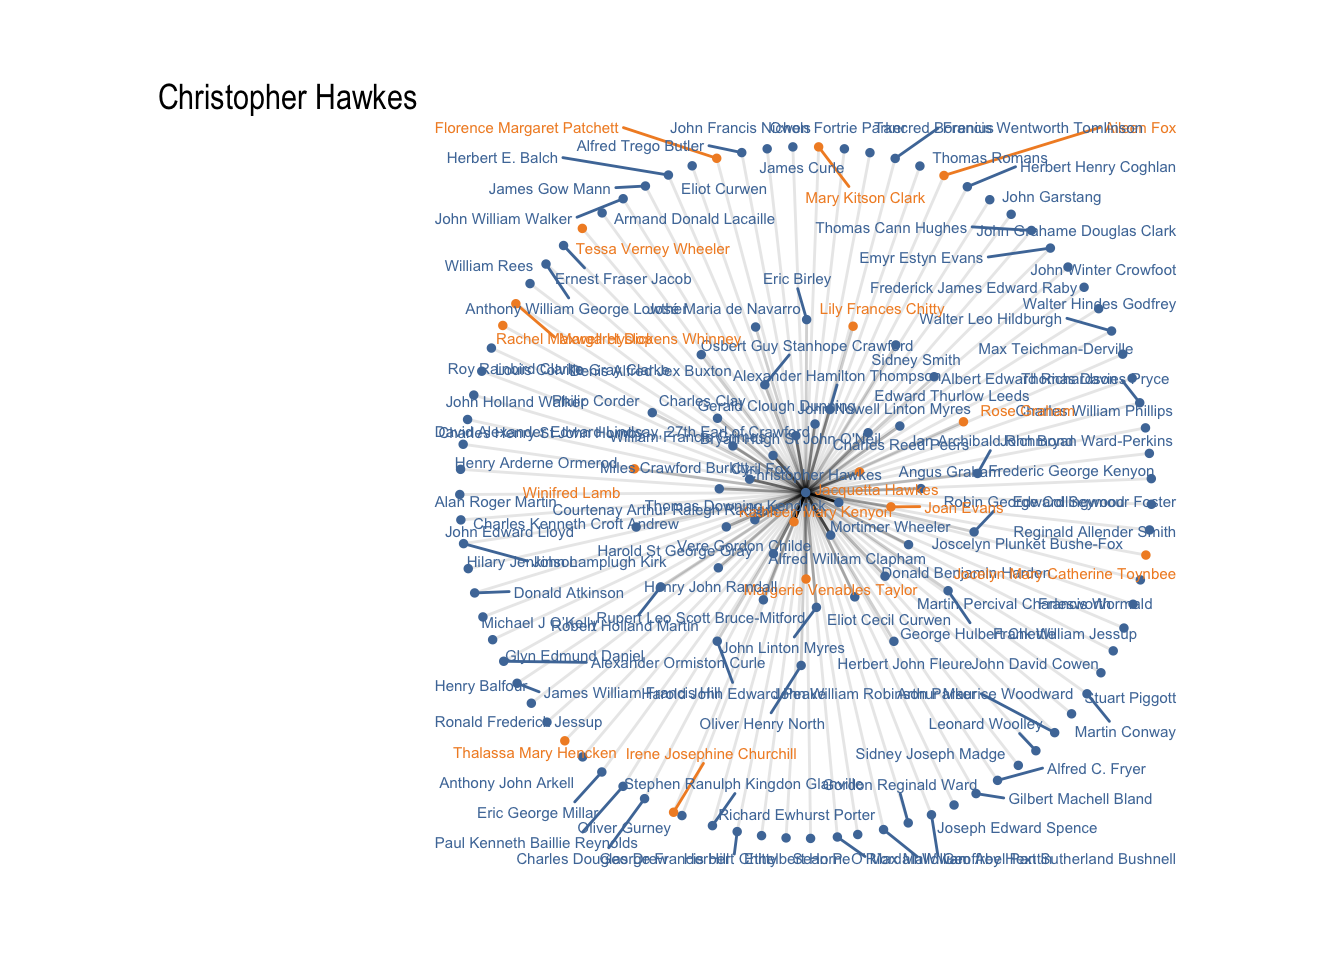 Christopher Hawkes
Florence Margaret Patchett
John Francis Nichols
Owen Fortrie Parker
Tancred Borenius
Francis Wentworth Tomlinson
Aileen Fox
Alfred Trego Butler
Herbert E. Balch
James Curle
Thomas Romans
Herbert Henry Coghlan
James Gow Mann
Eliot Curwen
Mary Kitson Clark
John Garstang
John William Walker
Armand Donald Lacaille
Thomas Cann Hughes
John Grahame Douglas Clark
Tessa Verney Wheeler
Emyr Estyn Evans
William Rees
Ernest Fraser Jacob
Eric Birley
John Winter Crowfoot
Frederick James Edward Raby
Anthony William George Lowther
José Maria de Navarro
Lily Frances Chitty
Walter Hindes Godfrey
Walter Leo Hildburgh
Rachel Maxwell Hyslop
Margaret Dickens Whinney
Osbert Guy Stanhope Crawford
Max Teichman-Derville
Sidney Smith
Roy Rainbird Clarke
Louis Colville Gray Clarke
Denis Alfred Jex Buxton
Alexander Hamilton Thompson
Albert Edward Richardson
Thomas Davies Pryce
Edward Thurlow Leeds
John Holland Walker
Philip Corder
Charles Clay
Gerald Clough Dunning
John Nowell Linton Myres
Rose Graham
Charles William Phillips
David Alexander Edward Lindsay, 27th Earl of Crawford
Charles Henry St John Hornby
William Francis Grimes
Bryan Hugh St John O'Neil
Charles Reed Peers
Ian Archibald Richmond
John Bryan Ward-Perkins
Henry Arderne Ormerod
Miles Crawford Burkitt
Cyril Fox
Christopher Hawkes
Angus Graham
Frederic George Kenyon
Winifred Lamb
Jacquetta Hawkes
Alan Roger Martin
Thomas Downing Kendrick
Courtenay Arthur Ralegh Radford
Kathleen Mary Kenyon
Joan Evans
Robin George Collingwood
Edward Seymour Foster
Charles Kenneth Croft Andrew
John Edward Lloyd
Mortimer Wheeler
Reginald Allender Smith
Harold St George Gray
Vere Gordon Childe
Joscelyn Plunket Bushe-Fox
Hilary Jenkinson
John Lamplugh Kirk
Alfred William Clapham
Donald Benjamin Harden
Jocelyn Mary Catherine Toynbee
Donald Atkinson
Henry John Randall
Margerie Venables Taylor
Martin Percival Charlesworth
Francis Wormald
Michael J O'Kelly
Robert Holland Martin
Rupert Leo Scott Bruce-Mitford
Eliot Cecil Curwen
George Hulbert Chettle
Frank William Jessup
Glyn Edmund Daniel
Alexander Ormiston Curle
John Linton Myres
Herbert John Fleure
John David Cowen
Henry Balfour
James William Francis Hill
Harold John Edward Peake
John William Robinson Parker
Arthur Maurise Woodward
Stuart Piggott
Ronald Frederick Jessup
Oliver Henry North
Leonard Woolley
Martin Conway
Thalassa Mary Hencken
Irene Josephine Churchill
Sidney Joseph Madge
Alfred C. Fryer
Anthony John Arkell
Stephen Ranulph Kingdon Glanville
Gordon Reginald Ward
Gilbert Machell Bland
Eric George Millar
Richard Ewhurst Porter
Oliver Gurney
Joseph Edward Spence
Paul Kenneth Baillie Reynolds
Charles Douglas Drew
George Francis Hill
Herbert Chitty
Ethelbert Horne